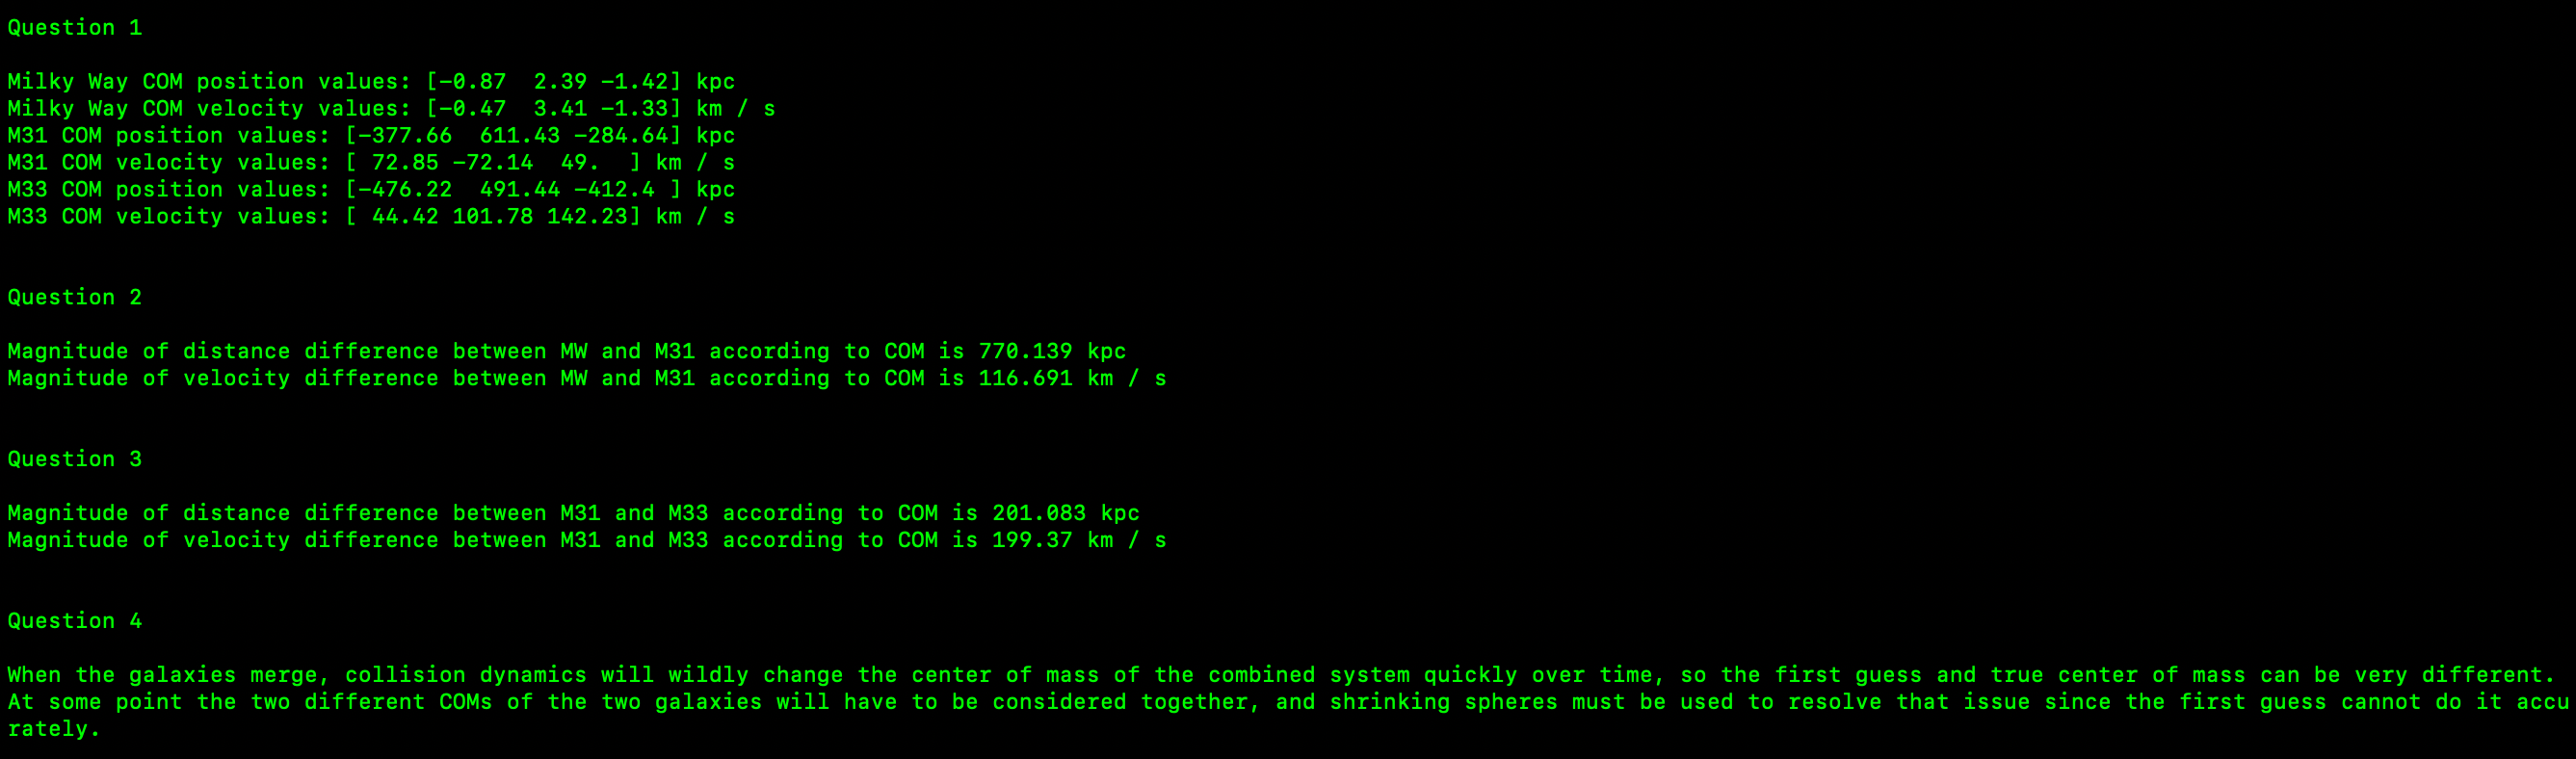 Question 1
Milky Way COM position values: [-0.87  2.39 -1.42] kpc
Milky Way COM velocity values: [-0.47  3.41 -1.33] km / s
M31 COM position values: [-377.66  611.43 -284.64] kpc
M31 COM velocity values: [ 72.85 -72.14  49.  ] km / s
M33 COM position values: [-476.22  491.44 -412.4 ] kpc
M33 COM velocity values: [ 44.42 101.78 142.23] km / s
Question 2
Magnitude of distance difference between MW and M31 according to COM is 770.139 kpc
Magnitude of velocity difference between MW and M31 according to COM is 116.691 km / s
Question 3
Magnitude of distance difference between M31 and M33 according to COM is 201.083 kpc
Magnitude of velocity difference between M31 and M33 according to COM is 199.37 km / s
Question 4
When the galaxies merge, collision dynamics will wildly change the center of mass of the combined system quickly over time, so the first guess and true center of mass can be very different.
At some point the two different COMs of the two galaxies will have to be considered together, and shrinking spheres must be used to resolve that issue since the first guess cannot do it accu
rately.